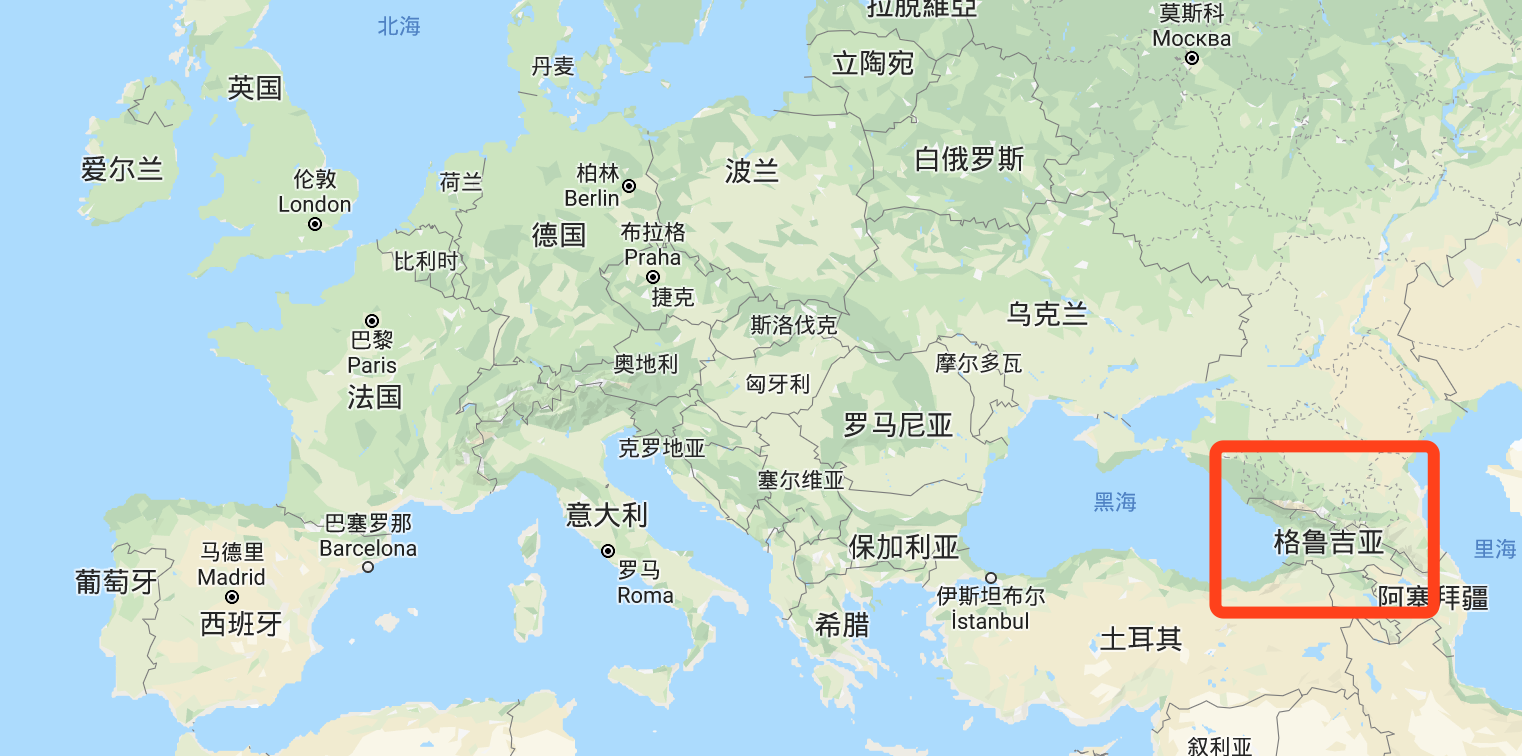 拉脱維亞
莫斯科
Москва
北海
丹麦
立陶宛
英国
爱尔兰
伦敦
London
荷兰
柏林
Berlin
波兰
白俄罗斯
德国
布拉格
Praha
比利时
捷克
巴黎
Paris
法国
斯洛伐克
乌克兰
奥地利
匈牙利
摩尔多瓦
罗马尼亚
克罗地亚
塞尔维亚
黑海
意大利
巴塞罗那
Barcelona
马德里
Madrid
葡萄牙
西班牙
罗马
Roma
保加利亚
格鲁吉亚
里海
阿塞拜疆
伊斯坦布尔
İstanbul
希腊
土耳其
叙利亚